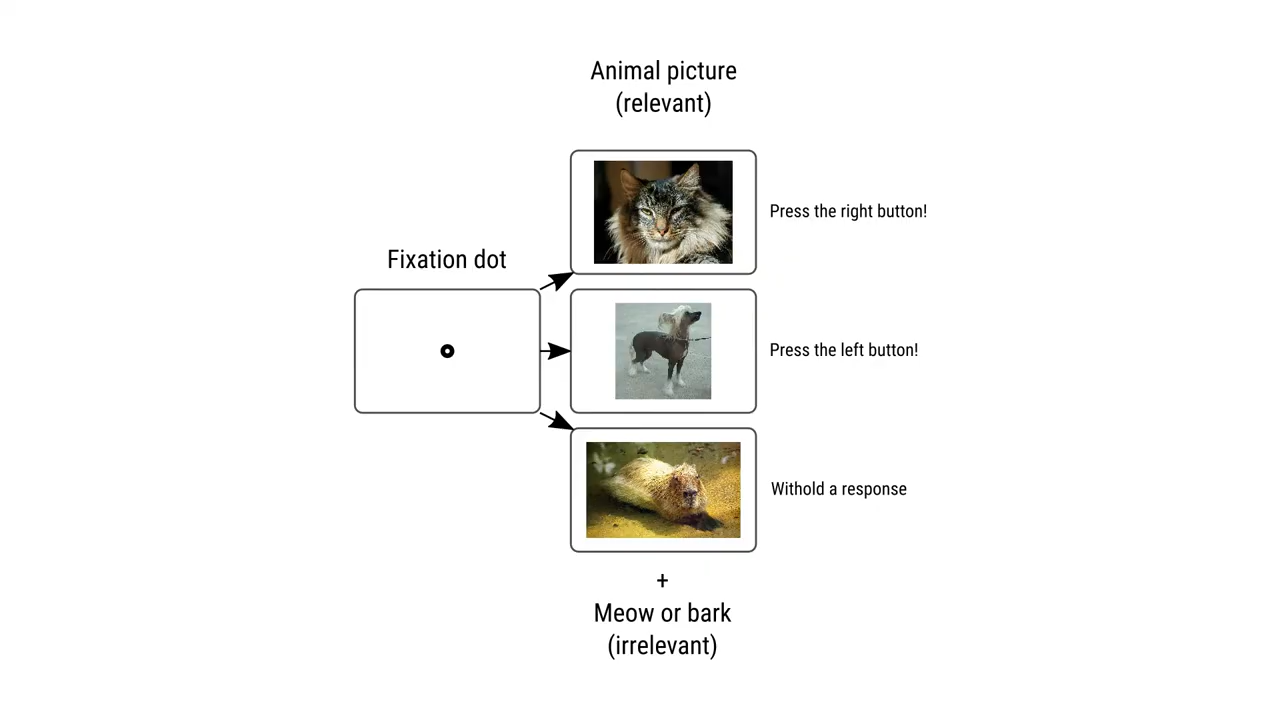 Animal picture
(relevant)
Press the right button!
Fixation dot
Press the left button!
Withold a response
+
Meow or bark
(irrelevant)